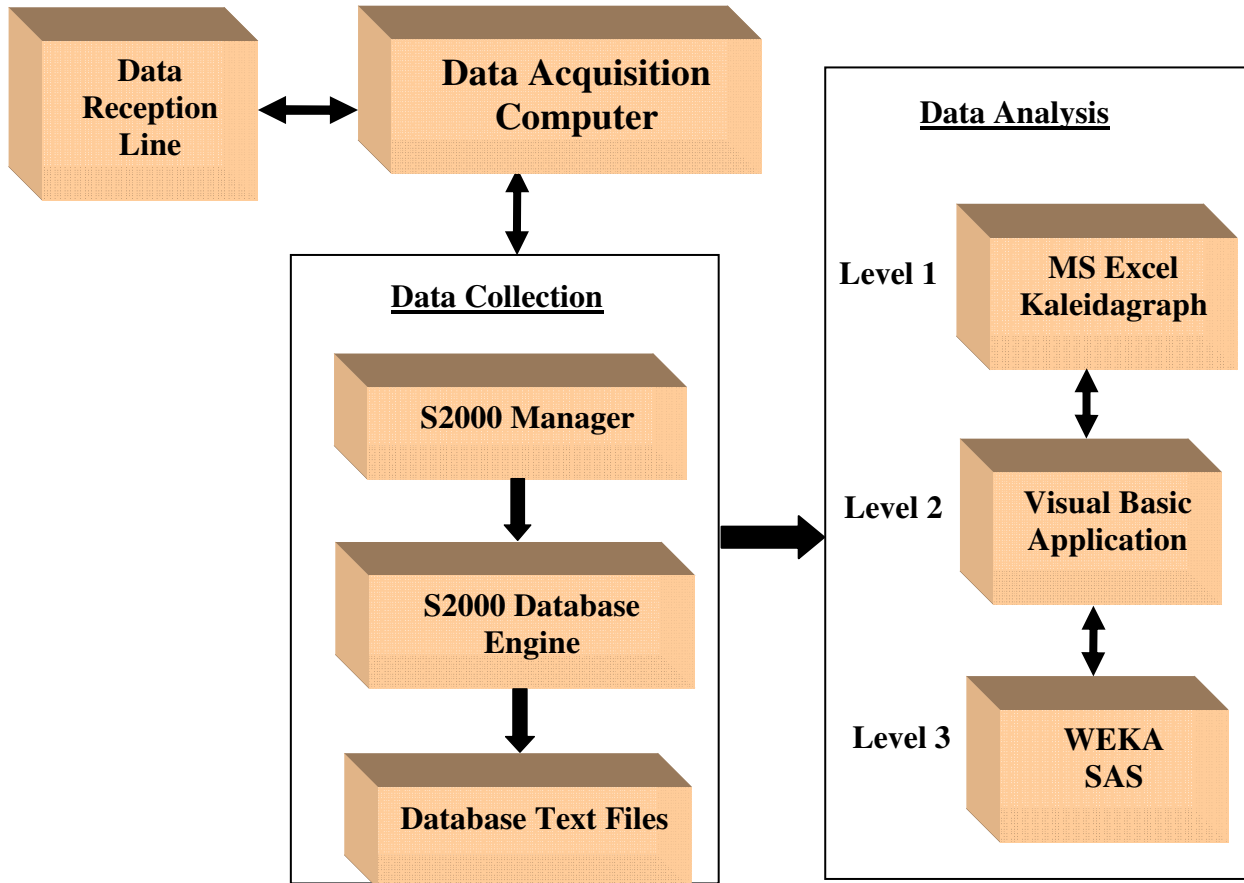 Data
Reception
Line
Data Acquisition
Computer
Data Collection
S2000 Manager
S2000 Database
Engine
Database Text Files
Data Analysis
Level 1
MS Excel
Kaleidagraph
Level 2
Visual Basic
Application
Level 3
WEKA
SAS